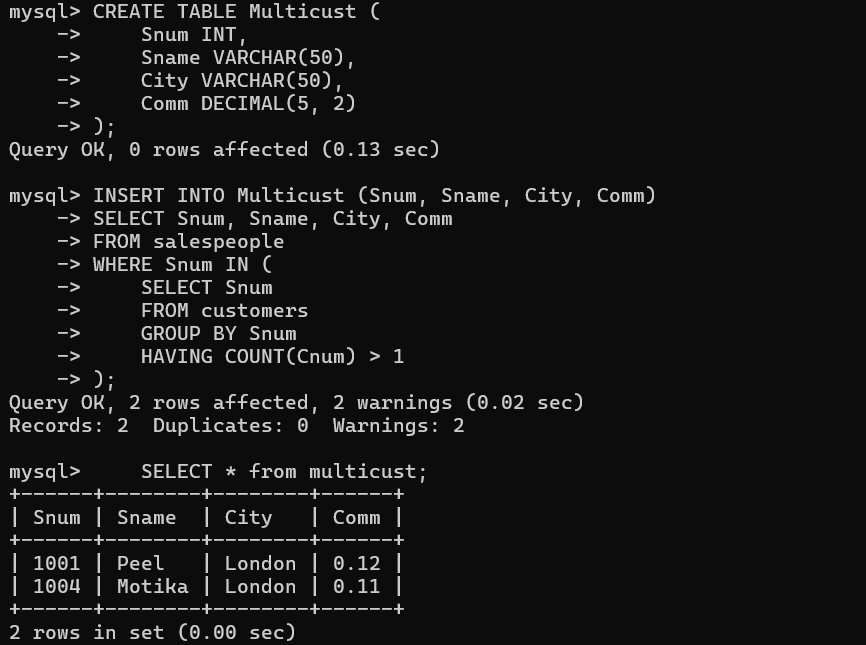 mysql> CREATE TABLE Multicust (
    ->     Snum INT,
    ->     Sname VARCHAR(50),
    ->     City VARCHAR(50),
    ->     Comm DECIMAL(5, 2)
    -> );
Query OK, 0 rows affected (0.13 sec)

mysql> INSERT INTO Multicust (Snum, Sname, City, Comm)
    -> SELECT Snum, Sname, City, Comm
    -> FROM salespeople
    -> WHERE Snum IN (
    ->     SELECT Snum
    ->     FROM customers
    ->     GROUP BY Snum
    ->     HAVING COUNT(Cnum) > 1
    -> );
Query OK, 2 rows affected, 2 warnings (0.02 sec)
Records: 2  Duplicates: 0  Warnings: 2

mysql>     SELECT * from multicust;
+------+--------+--------+------+
| Snum | Sname  | City   | Comm |
+------+--------+--------+------+
| 1001 | Peel   | London | 0.12 |
| 1004 | Motika | London | 0.11 |
+------+--------+--------+------+
2 rows in set (0.00 sec)